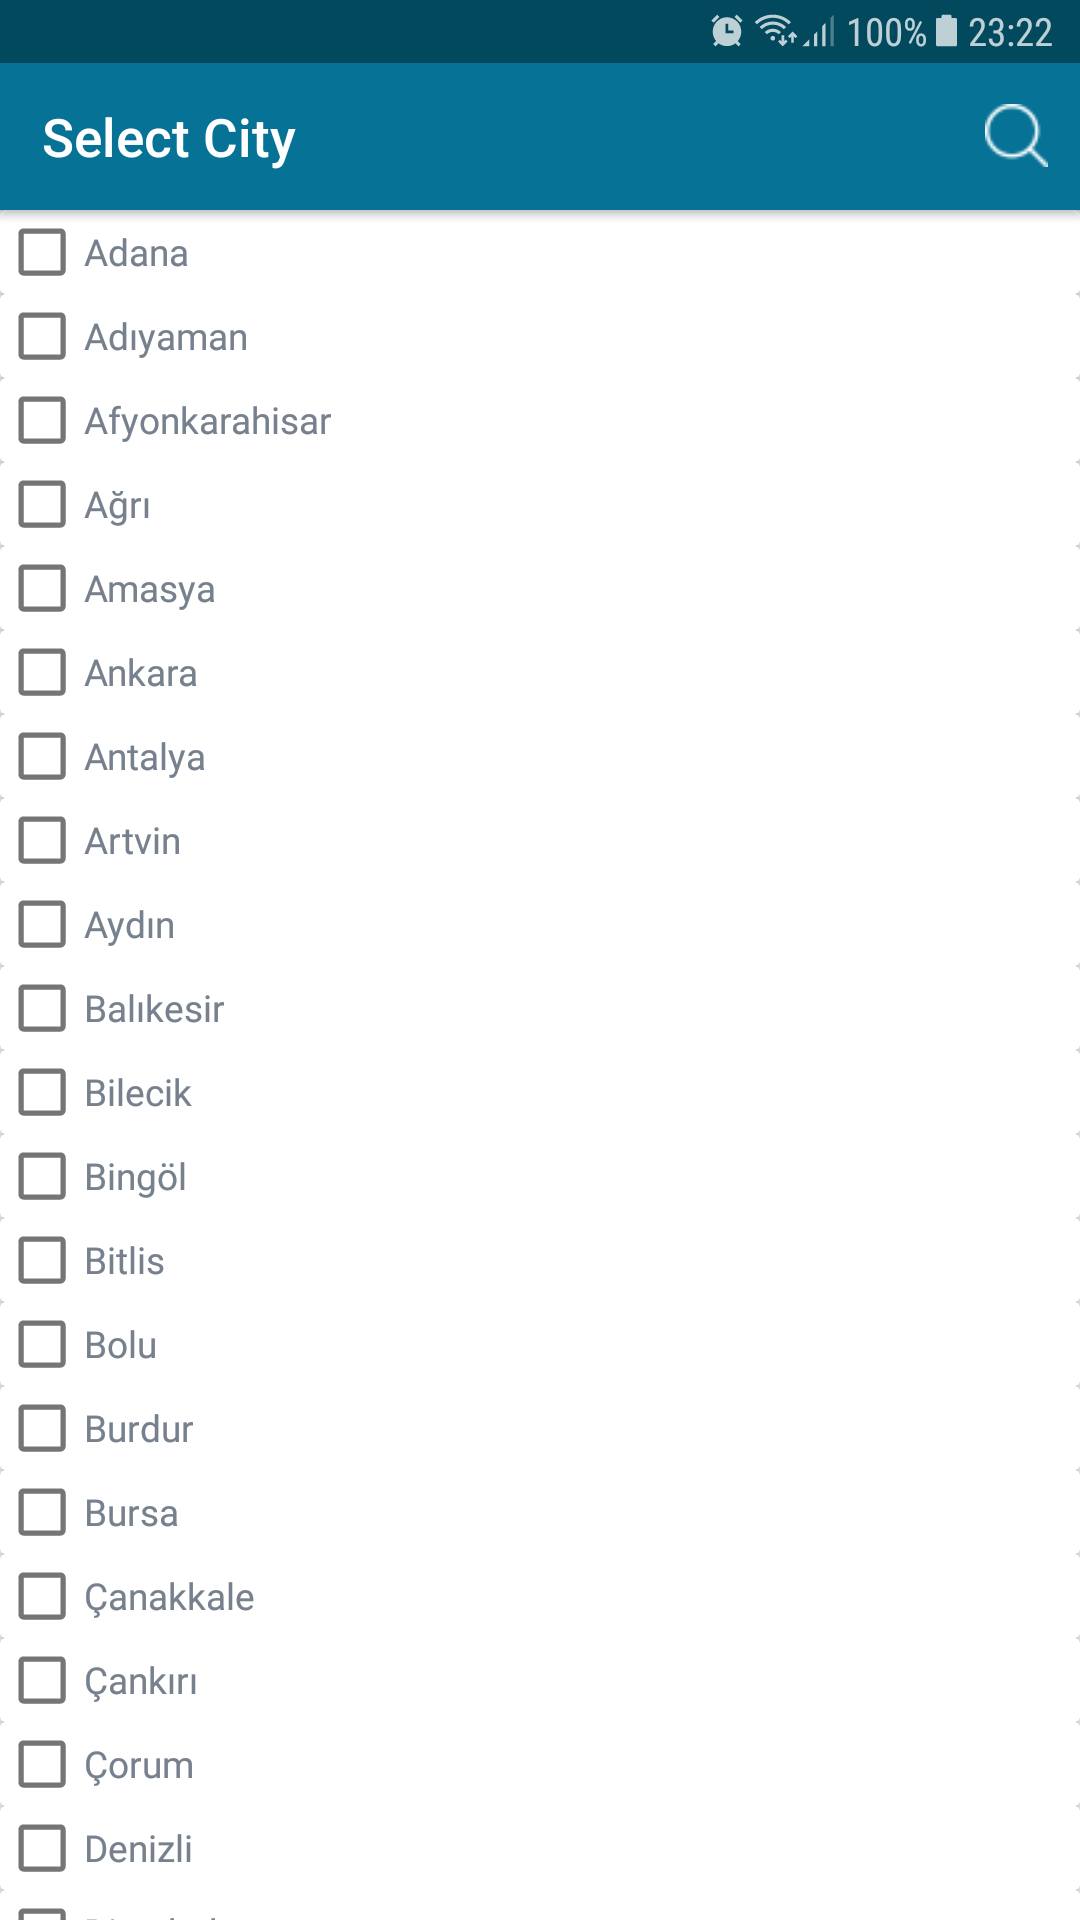 100% 23:22
Select City
Adana
Adıyaman
Afyonkarahisar
Ağrı
Amasya
Ankara
Antalya
Artvin
Aydın
Balıkesir
Bilecik
Bingöl
Bitlis
Bolu
Burdur
Bursa
Çanakkale
Çankırı
Çorum
Denizli